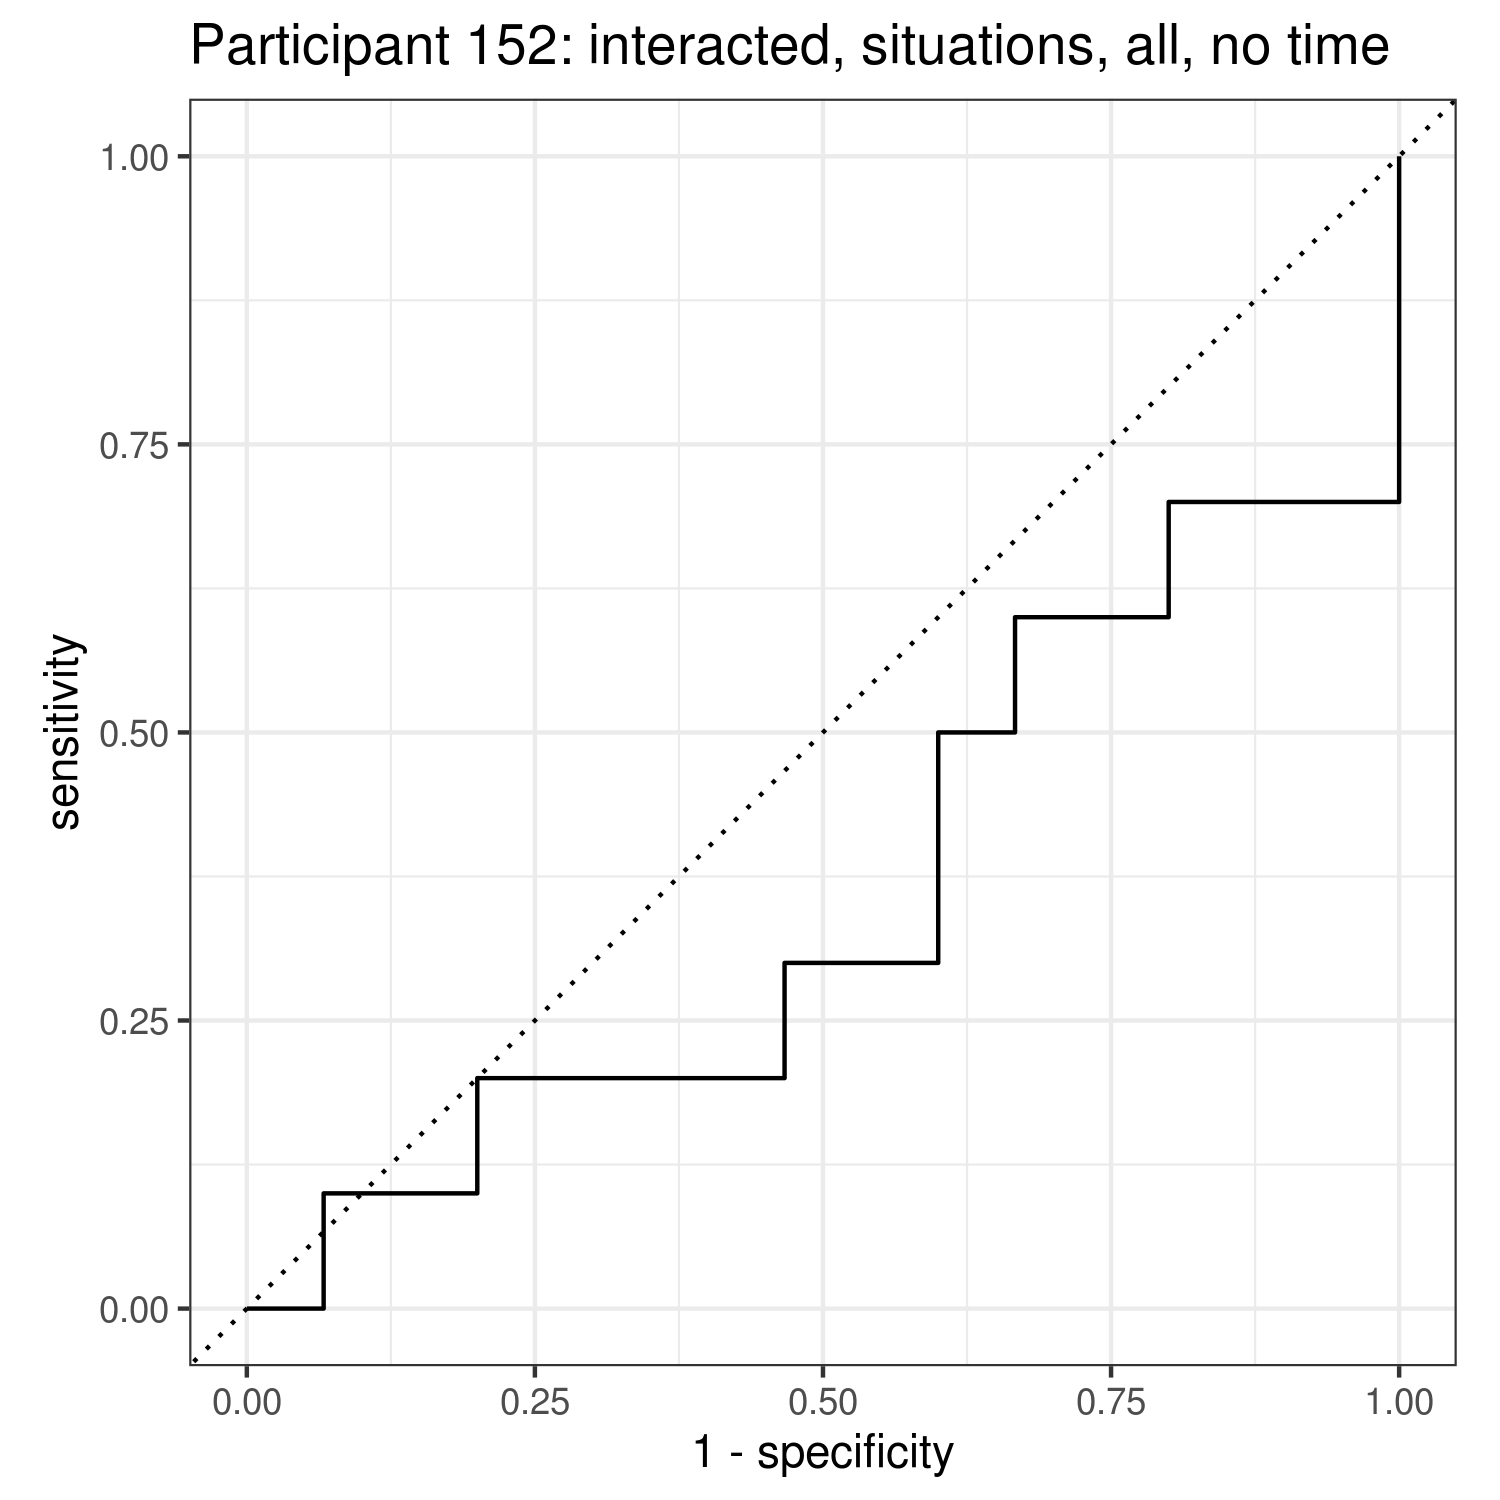 Participant 152: interacted, situations, all, no time
1.00
0.75
0.50
0.25
0.00
sensitivity
0.00 0.25 0.50 0.75 1.00
1 - specificity